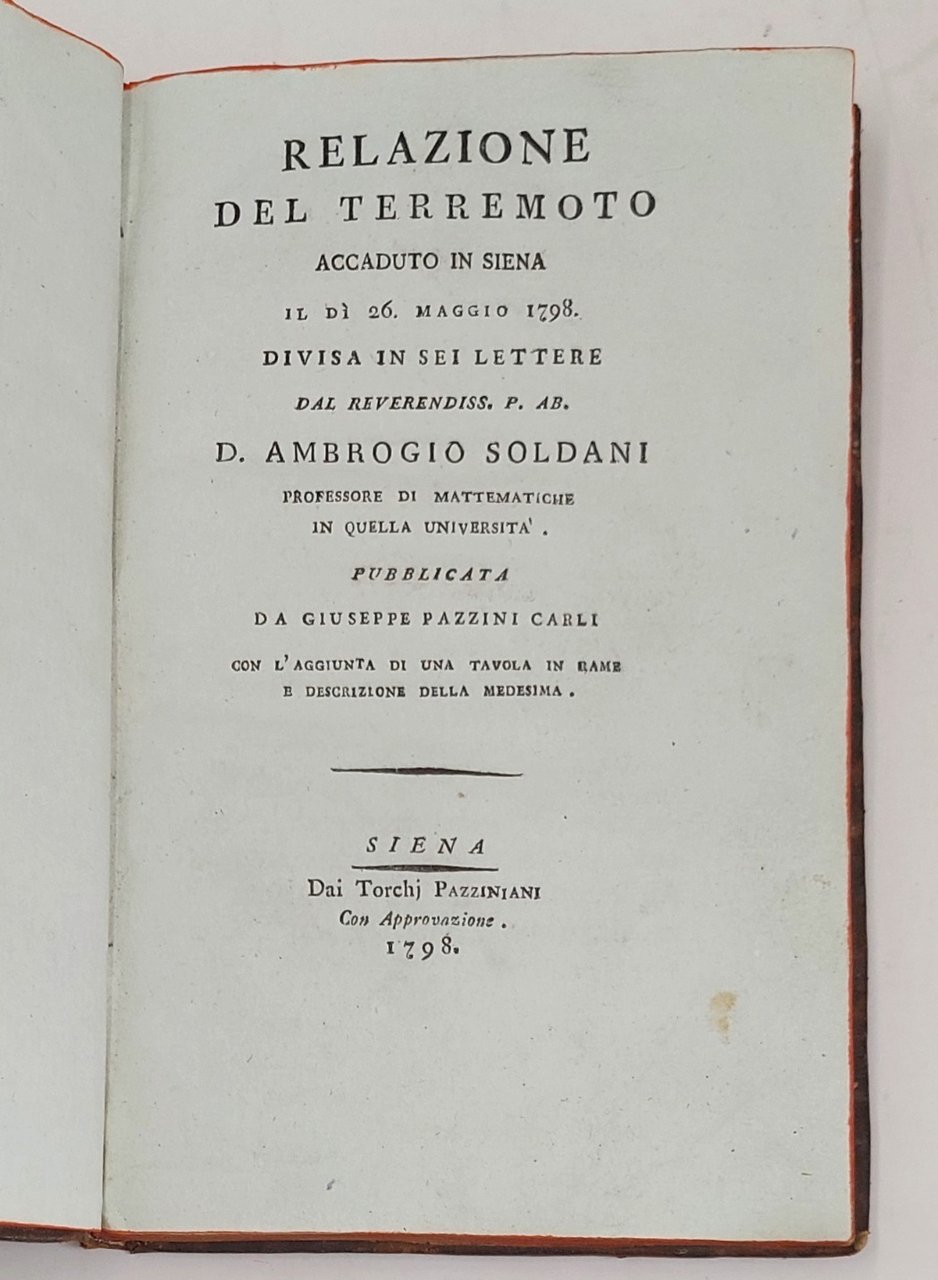 RELAZIONE
DEL TERREMOTO
ACCADUTO IN SIENA
IL DÌ 26. MAGGIO 1798.
DIVISA IN SEI LETTERE
DAL REVERENDISS. P. AB.
D. AMBROGIO SOLDANI
PROFESSORE DI MATTEMATICHE
IN QUELLA UNIVERSITA'.
PUBBLICATA
DA GIUSEPPE PAZZINI CARLI
CON L'AGGIUNTA DI UNA TAVOLA IN RAME
E DESCRIZIONE DELLA MEDESIMA.
SIENA
Dai Torchj PAZZINIANI
Con Approvazione.
1798.